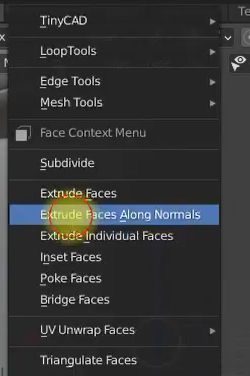 TinyCAD
LoopTools
Edge Tools
Mesh Tools
Face Context Menu
Subdivide
Extrude Faces
Extrude Faces Along Normals
Extrude Individual Faces
Inset Faces
Poke Faces
Bridge Faces
UV Unwrap Faces
Triangulate Faces